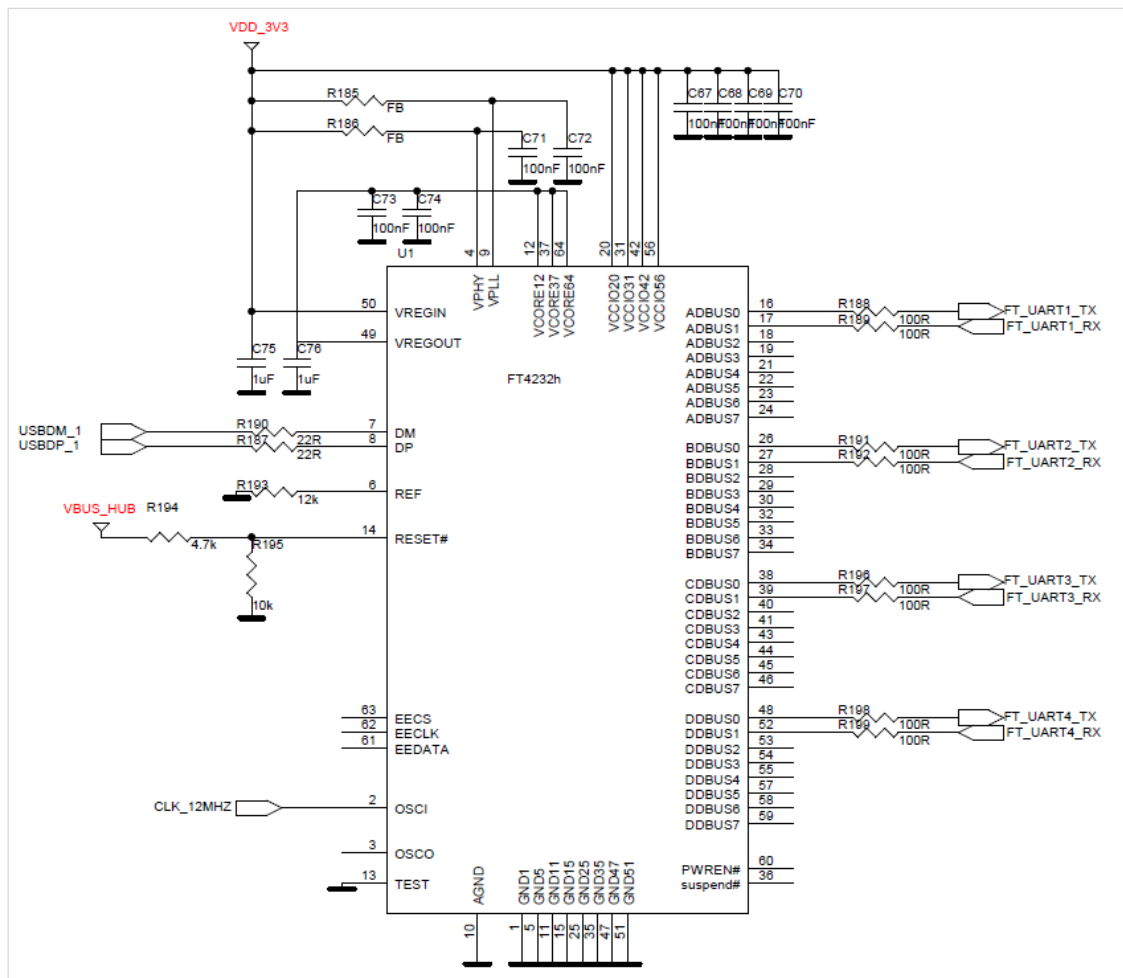 VDD_3V3
R185
FB
R186
FB
C67
C68
C69
C70
100nF
100nF
100nF
100nF
C71
C72
100nF
100nF
C73
C74
100nF
100nF
U1
4
9
12
37
64
20
31
42
56
VPHY
VPLL
VCORE12
VCORE37
VCORE64
VCCIO20
VCCIO31
VCCIO42
VCCIO56
50
VREGIN
49
VREGOUT
C75
C76
1uF
1uF
FT4232h
USBDM_1
R190
7
DM
USBDP_1
R187
22R
8
DP
22R
R193
6
REF
12k
VBUS_HUB
R194
4.7k
14
RESET#
R195
10k
63
EECS
62
EECLK
61
EEDATA
CLK_12MHZ
2
OSCI
3
OSCO
13
TEST
ADBUS0
16
R188
FT_UART1_TX
ADBUS1
17
R189
100R
FT_UART1_RX
100R
ADBUS2
18
ADBUS3
19
ADBUS4
21
ADBUS5
22
ADBUS6
23
ADBUS7
24
BDBUS0
26
R191
FT_UART2_TX
BDBUS1
27
R192
100R
FT_UART2_RX
100R
BDBUS2
28
BDBUS3
29
BDBUS4
30
BDBUS5
32
BDBUS6
33
BDBUS7
34
CDBUS0
38
R196
FT_UART3_TX
CDBUS1
39
R197
100R
FT_UART3_RX
100R
CDBUS2
40
CDBUS3
41
CDBUS4
43
CDBUS5
44
CDBUS6
45
CDBUS7
46
DDBUS0
48
R198
FT_UART4_TX
DDBUS1
52
R199
100R
FT_UART4_RX
100R
DDBUS2
53
DDBUS3
54
DDBUS4
55
DDBUS5
57
DDBUS6
58
DDBUS7
59
PWREN#
60
suspend#
36
AGND
GND1
GND5
GND11
GND15
GND25
GND35
GND47
GND51
10
1
5
11
15
25
35
47
51